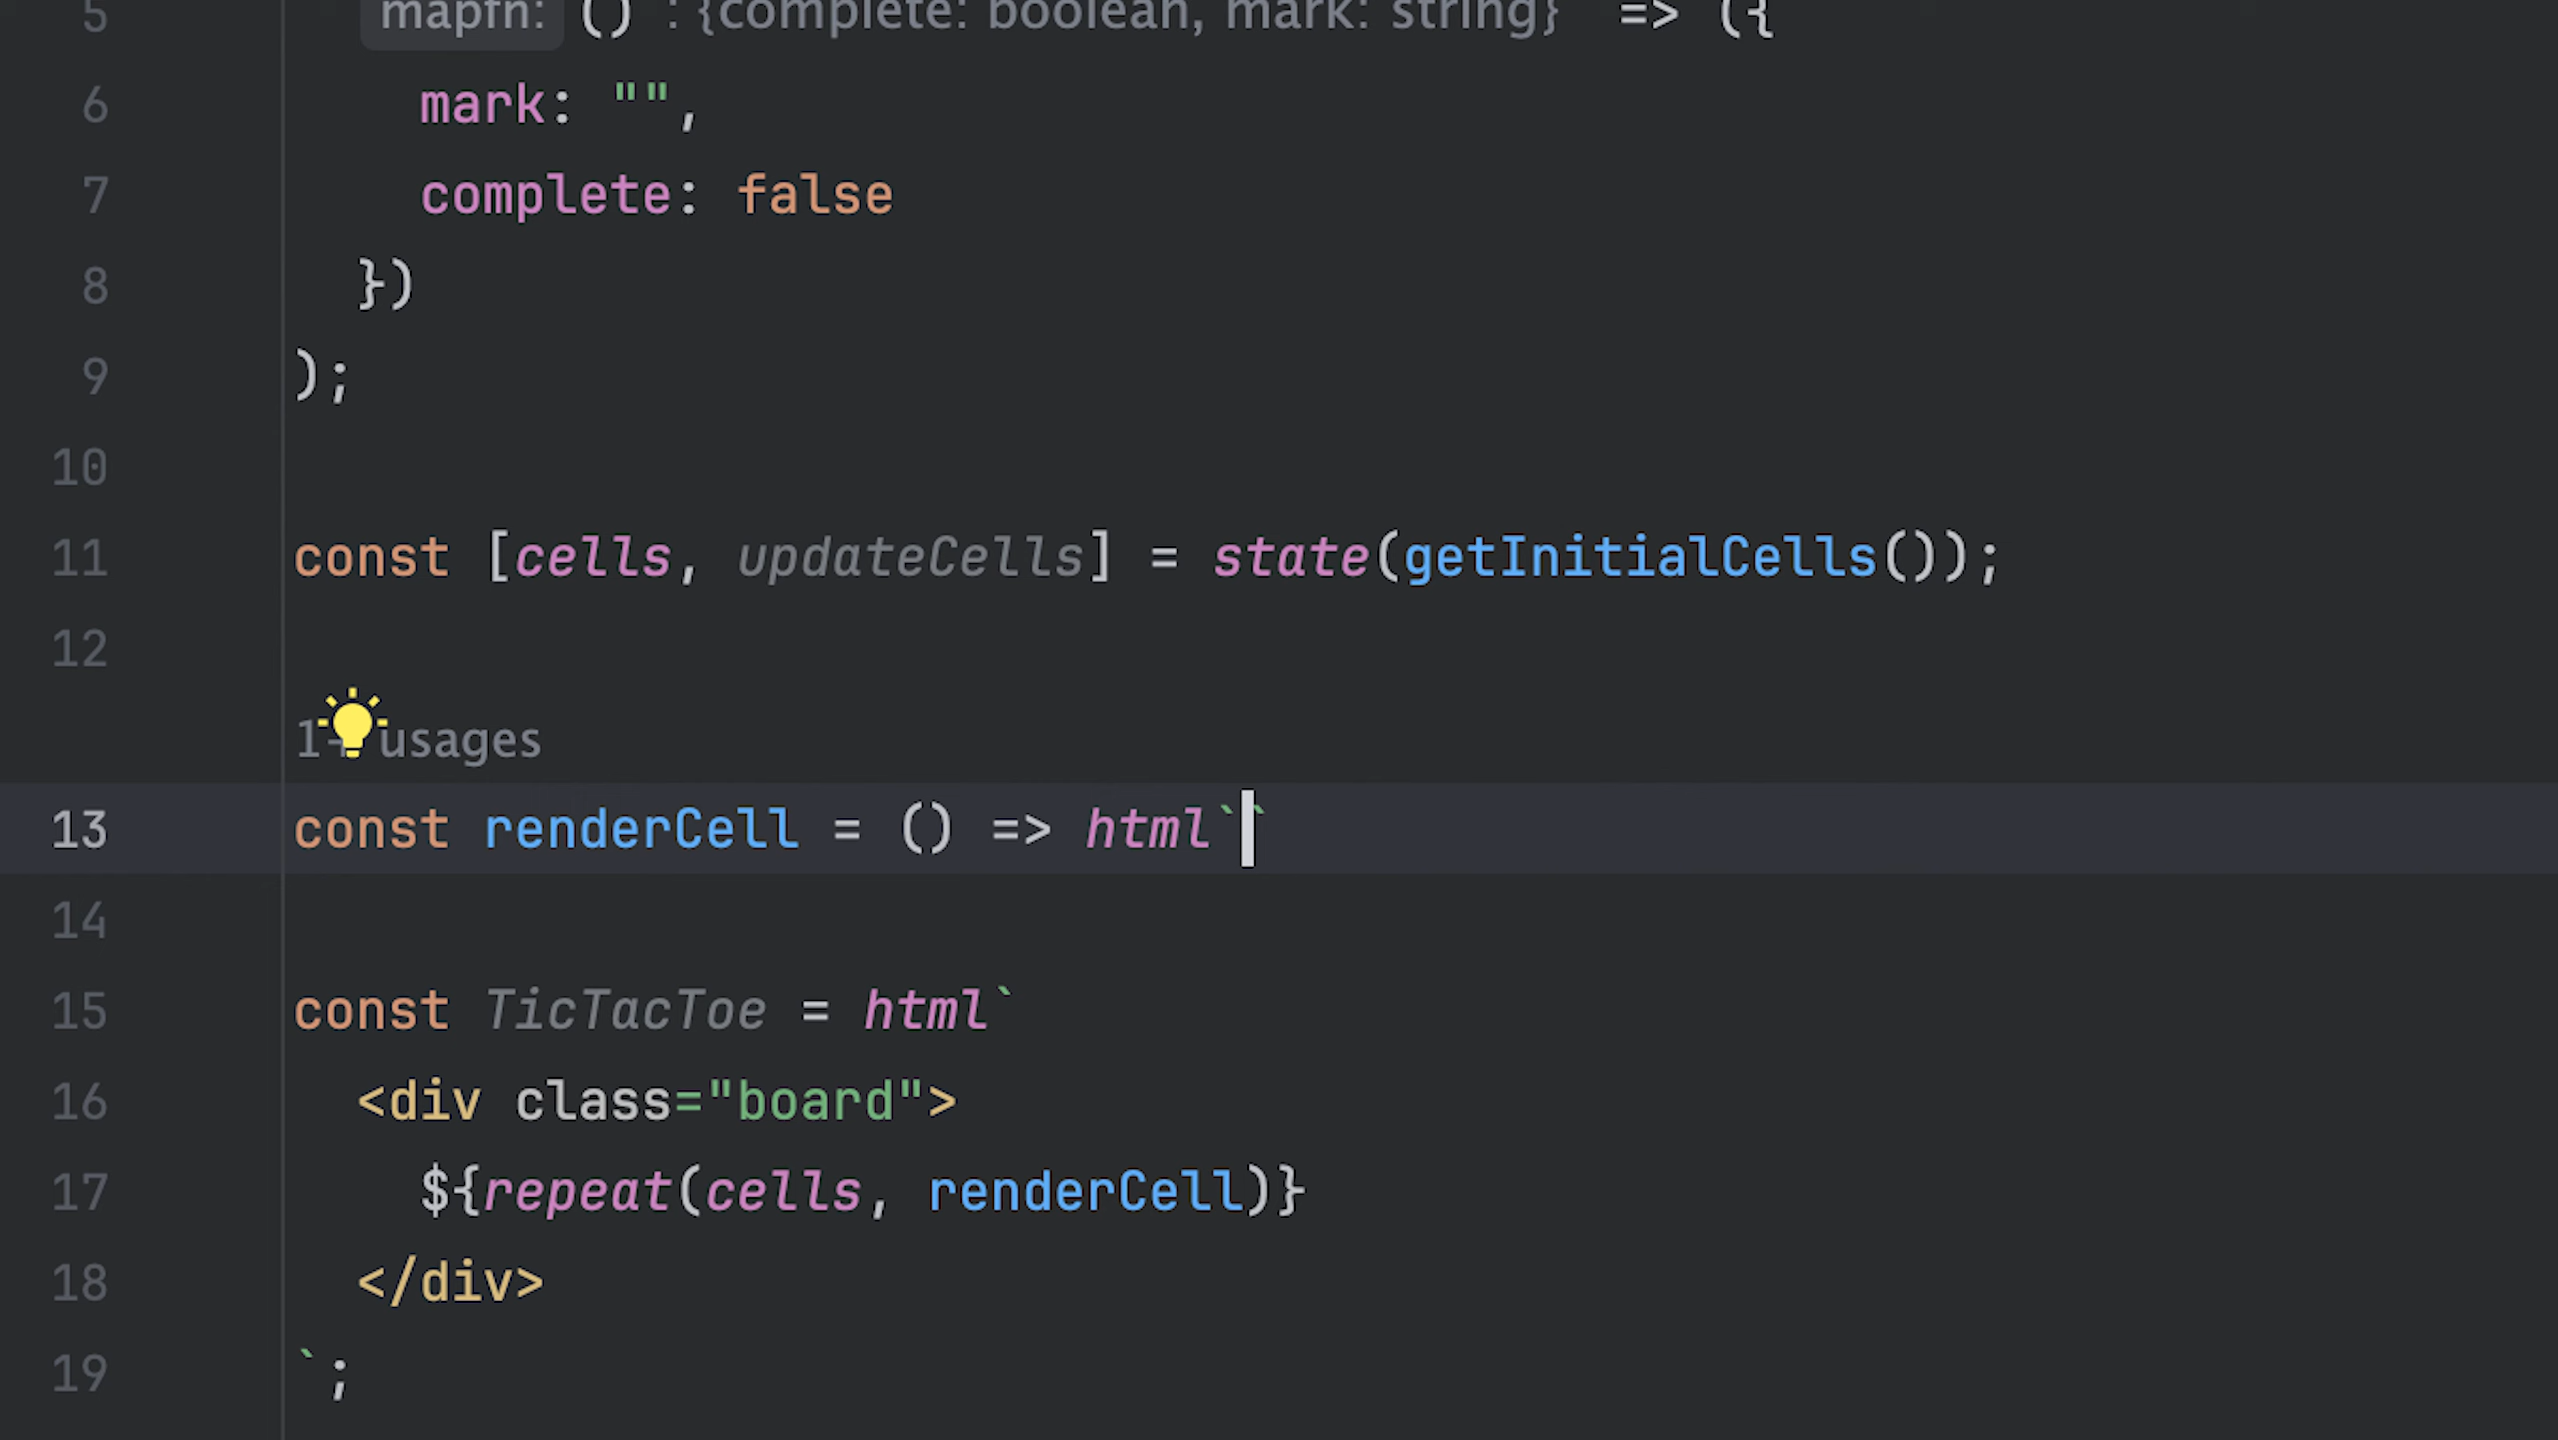 5 mapfn: () : {complete: boolean, mark: string} => ({
6 mark: "",
7 complete: false
8 })
9 );
10
11 const [cells, updateCells] = state(getInitialCells());
12
1+ usages
13 const renderCell = () => html``
14
15 const TicTacToe = html`
16 <div class="board">
17 ${repeat(cells, renderCell)}
18 </div>
19 `;